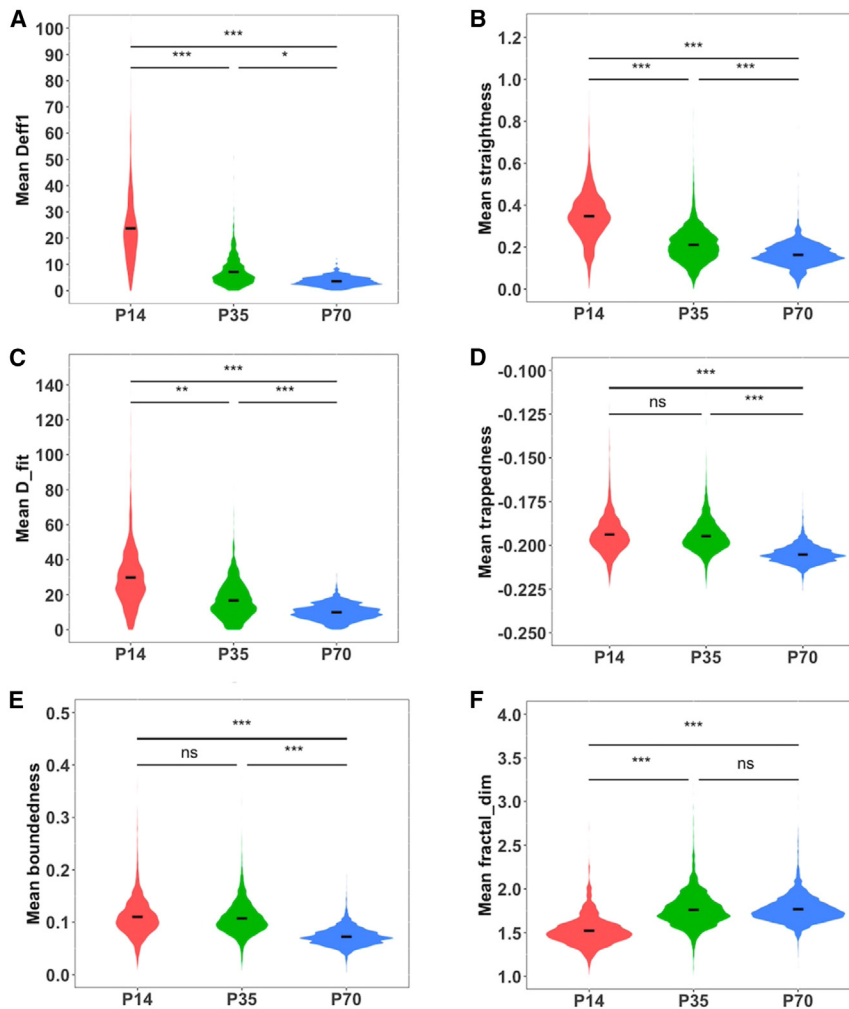 A
Mean Deff1
100
90
80
70
60
50
40
30
20
10
0
***
***
*
P14 P35 P70
B
Mean straightness
1.2
1.0
0.8
0.6
0.4
0.2
0.0
***
***
***
P14 P35 P70
C
Mean D_fit
140
120
100
80
60
40
20
0
***
**
***
P14 P35 P70
D
Mean trappedness
-0.100
-0.125
-0.150
-0.175
-0.200
-0.225
-0.250
***
ns
***
P14 P35 P70
E
Mean boundedness
0.5
0.4
0.3
0.2
0.1
0.0
***
ns
***
P14 P35 P70
F
Mean fractal_dim
4.0
3.5
3.0
2.5
2.0
1.5
1.0
***
***
ns
P14 P35 P70